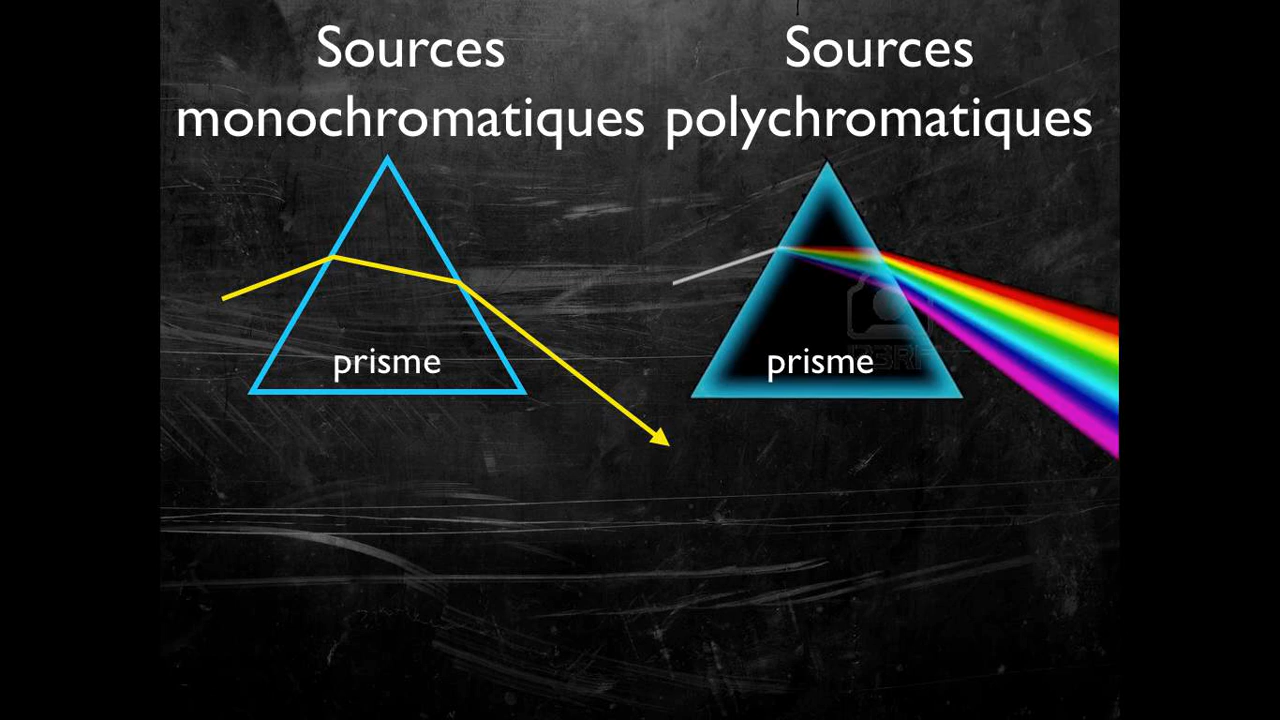 Sources
monochromatiques
Sources
polychromatiques
prisme
prisme